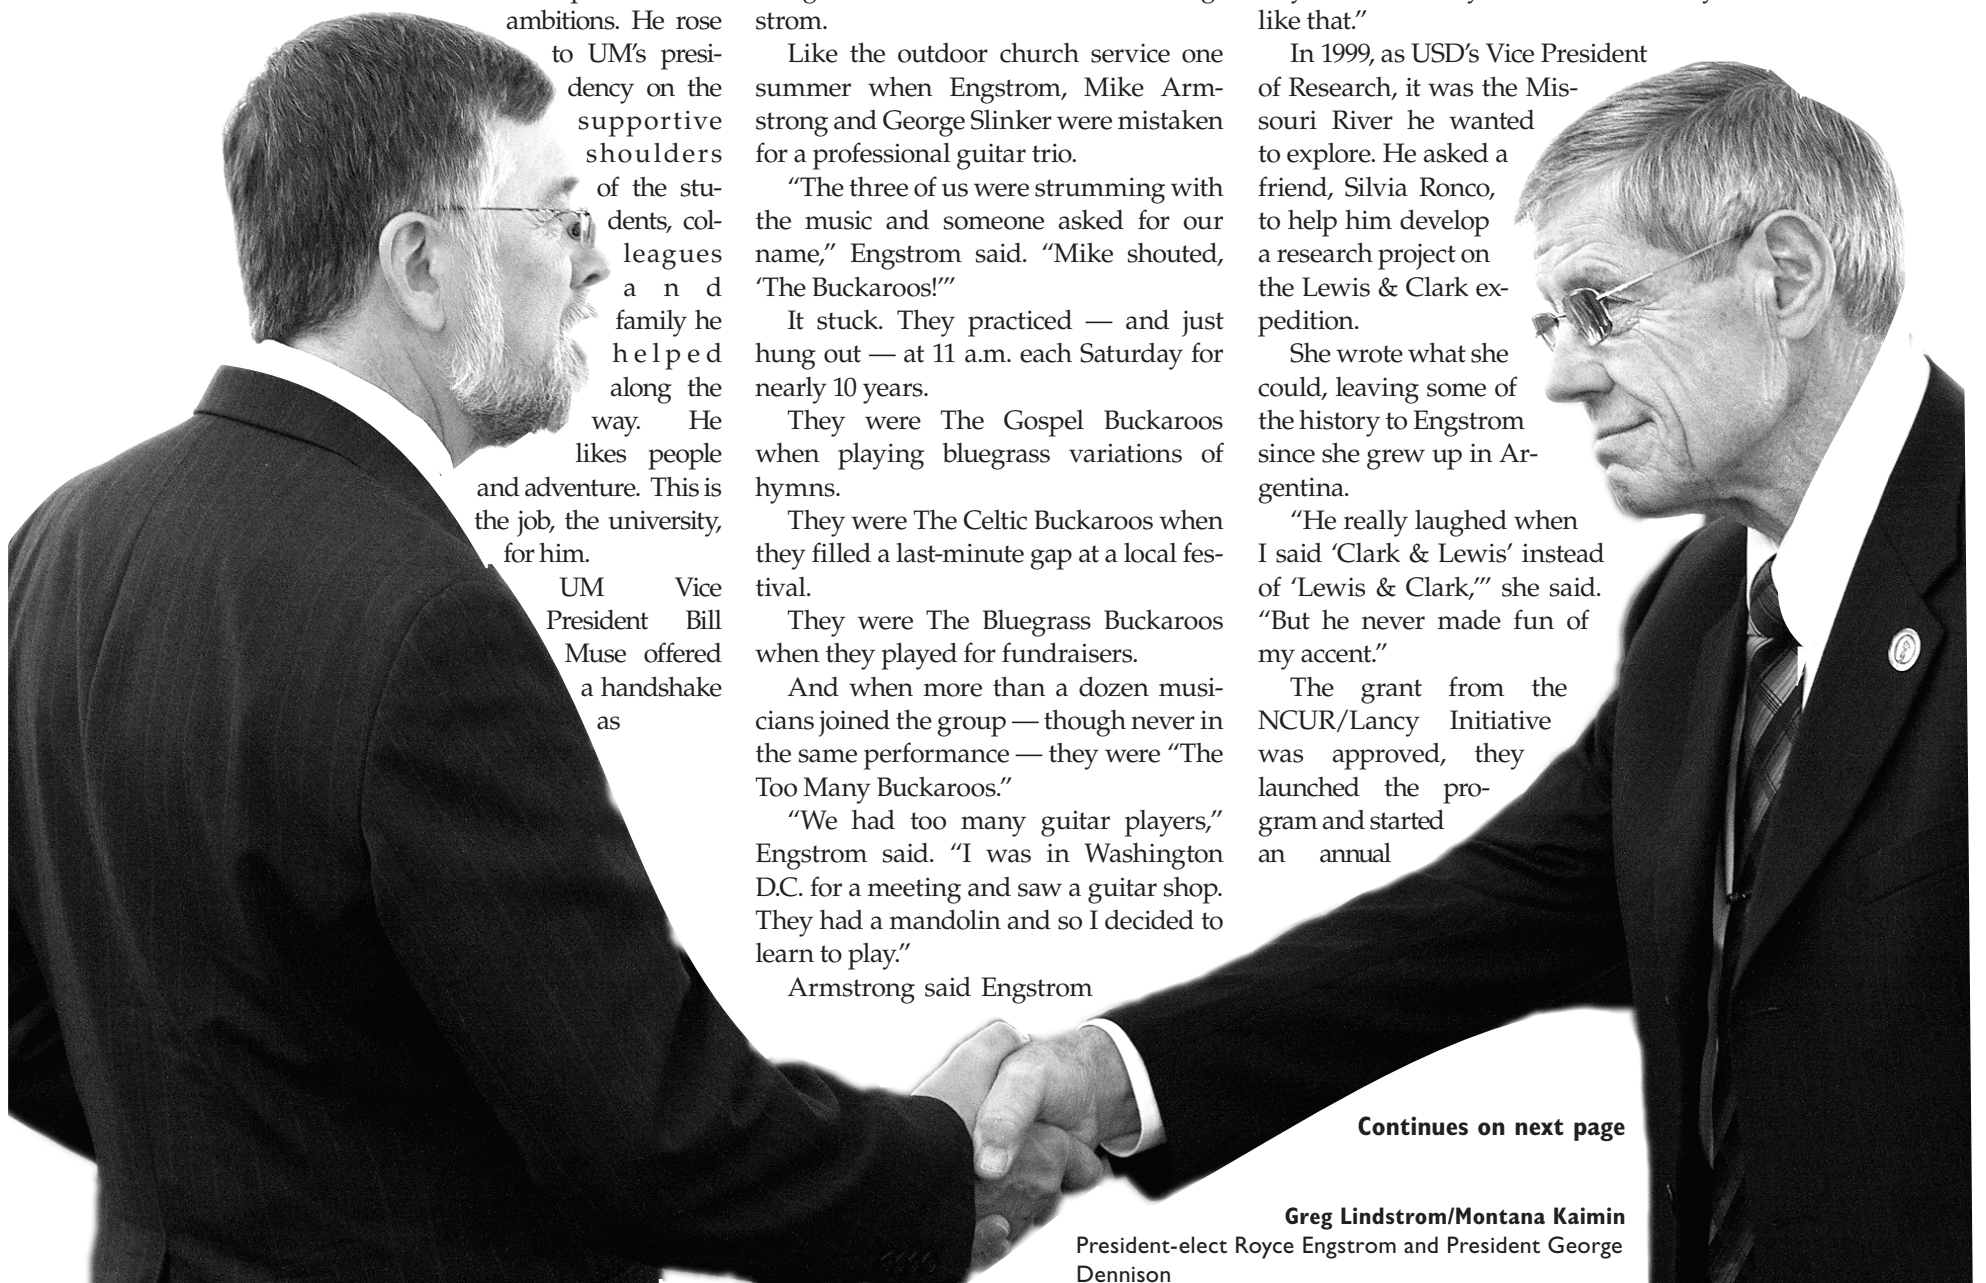 ambitions. He rose
to UM's presi-
dency on the
supportive
shoulders
of the stu-
dents, col-
leagues
and
family he
helped
along the
way. He
likes people
and adventure. This is
the job, the university,
for him.
UM Vice
President Bill
Muse offered
a handshake
as
strom.
Like the outdoor church service one
summer when Engstrom, Mike Arm-
strong and George Slinker were mistaken
for a professional guitar trio.
“The three of us were strumming with
the music and someone asked for our
name,” Engstrom said. “Mike shouted,
‘The Buckaroos!’”
It stuck. They practiced — and just
hung out — at 11 a.m. each Saturday for
nearly 10 years.
They were The Gospel Buckaroos
when playing bluegrass variations of
hymns.
They were The Celtic Buckaroos when
they filled a last-minute gap at a local fes-
tival.
They were The Bluegrass Buckaroos
when they played for fundraisers.
And when more than a dozen musi-
cians joined the group — though never in
the same performance — they were “The
Too Many Buckaroos.”
“We had too many guitar players,”
Engstrom said. “I was in Washington
D.C. for a meeting and saw a guitar shop.
They had a mandolin and so I decided to
learn to play.”
Armstrong said Engstrom
like that.”
In 1999, as USD’s Vice President
of Research, it was the Mis-
souri River he wanted
to explore. He asked a
friend, Silvia Ronco,
to help him develop
a research project on
the Lewis & Clark ex-
pedition.
She wrote what she
could, leaving some of
the history to Engstrom
since she grew up in Ar-
gentina.
“He really laughed when
I said ‘Clark & Lewis’ instead
of ‘Lewis & Clark,’” she said.
“But he never made fun of
my accent.”
The grant from the
NCUR/Lancy Initiative
was approved, they
launched the pro-
gram and started
an annual
Continues on next page
Greg Lindstrom/Montana Kaimin
President-elect Royce Engstrom and President George
Dennison